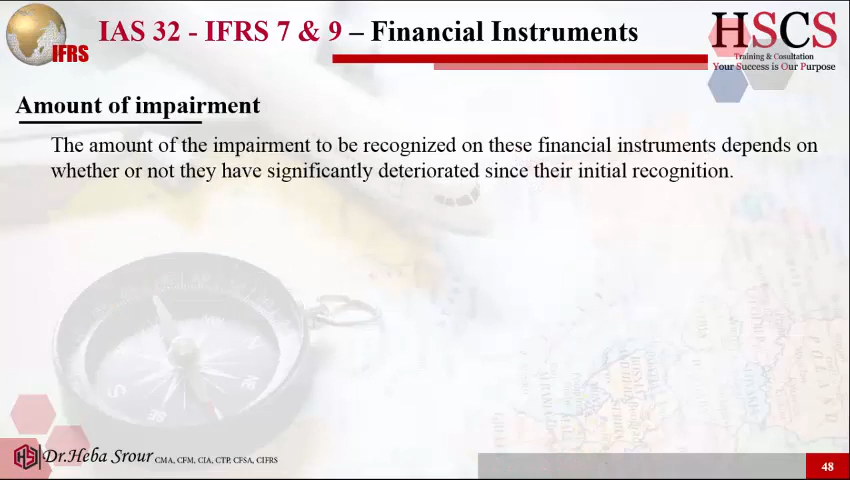 IFRS
IAS 32 - IFRS 7 & 9 – Financial Instruments
HSCS
Training & Consultation
Your Success is Our Purpose
Amount of impairment
The amount of the impairment to be recognized on these financial instruments depends on
whether or not they have significantly deteriorated since their initial recognition.
Dr.Heba Srour CMA, CFM, CIA, CTP, CFSA, CIFRS
48